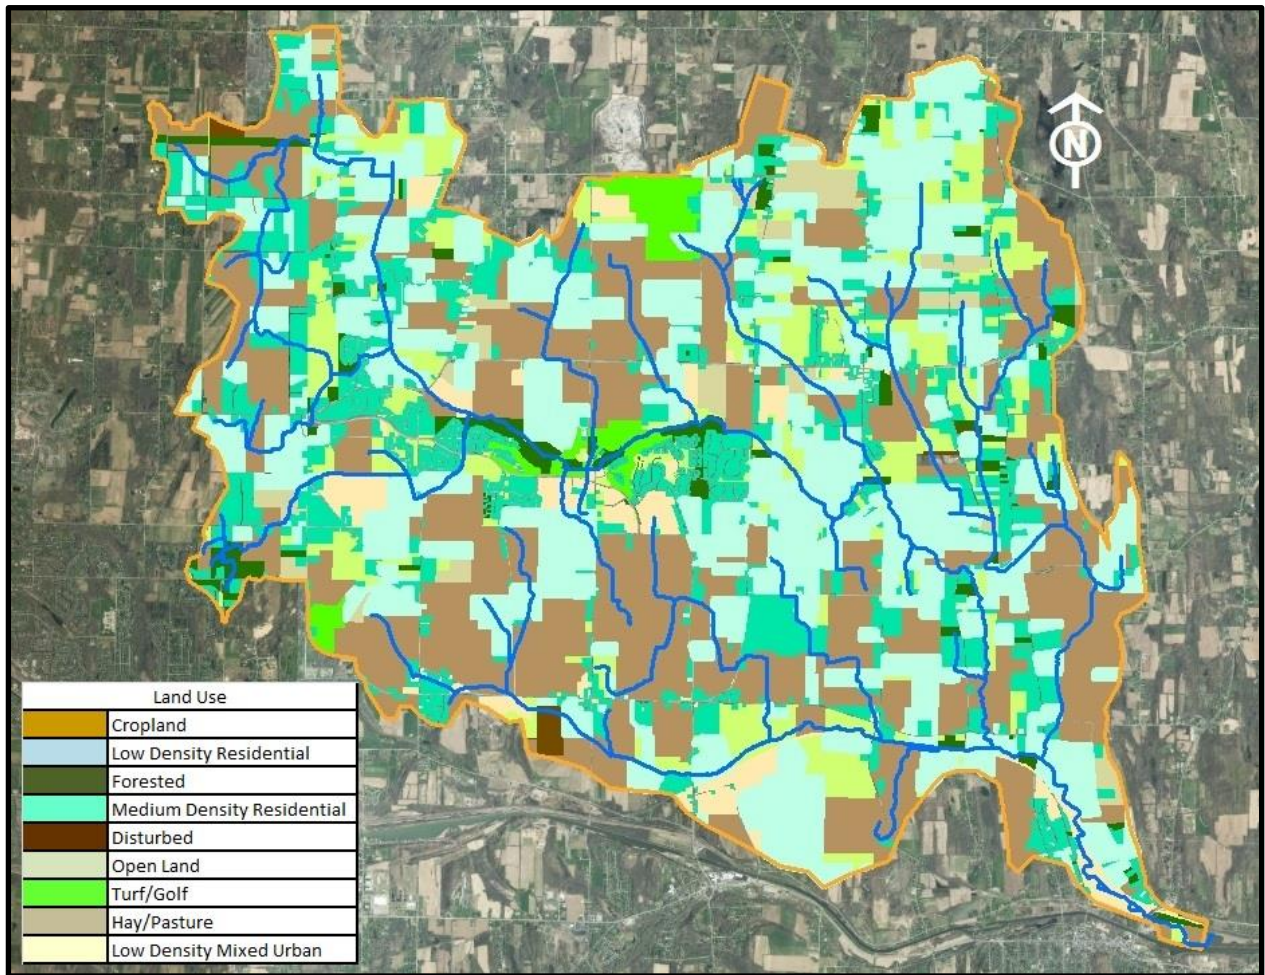 N
Land Use
Cropland
Low Density Residential
Forested
Medium Density Residential
Disturbed
Open Land
Turf/Golf
Hay/Pasture
Low Density Mixed Urban